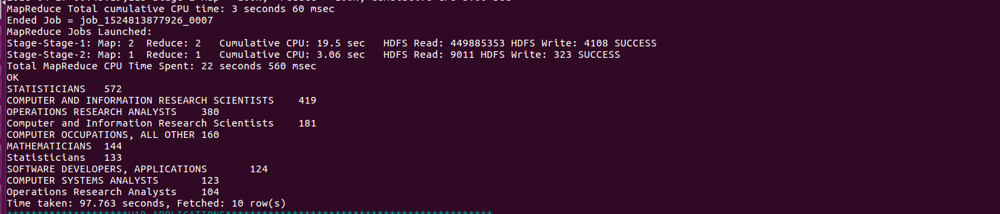 MapReduce Total cumulative CPU time: 3 seconds 60 msec
Ended Job = job_1524813877926_0007
MapReduce Jobs Launched:
Stage-Stage-1: Map: 2  Reduce: 2   Cumulative CPU: 19.5 sec   HDFS Read: 449885353 HDFS Write: 4108 SUCCESS
Stage-Stage-2: Map: 1  Reduce: 1   Cumulative CPU: 3.06 sec   HDFS Read: 9011 HDFS Write: 323 SUCCESS
Total MapReduce CPU Time Spent: 22 seconds 560 msec
OK
STATISTICIANS	572
COMPUTER AND INFORMATION RESEARCH SCIENTISTS	419
OPERATIONS RESEARCH ANALYSTS	380
Computer and Information Research Scientists	181
COMPUTER OCCUPATIONS, ALL OTHER	160
MATHEMATICIANS	144
Statisticians	133
SOFTWARE DEVELOPERS, APPLICATIONS	124
COMPUTER SYSTEMS ANALYSTS	123
Operations Research Analysts	104
Time taken: 97.763 seconds, Fetched: 10 row(s)